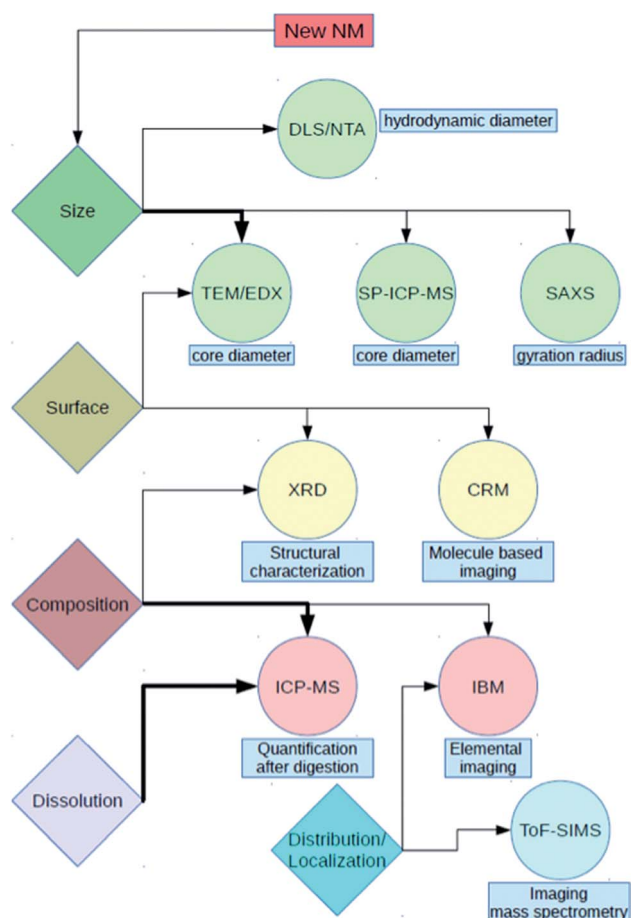 New NM
DLS/NTA
hydrodynamic diameter
Size
TEM/EDX
SP-ICP-MS
SAXS
core diameter
core diameter
gyration radius
Surface
XRD
CRM
Structural
characterization
Molecule based
imaging
Composition
ICP-MS
IBM
Quantification
after digestion
Elemental
imaging
Dissolution
Distribution/
Localization
ToF-SIMS
Imaging
mass spectrometry